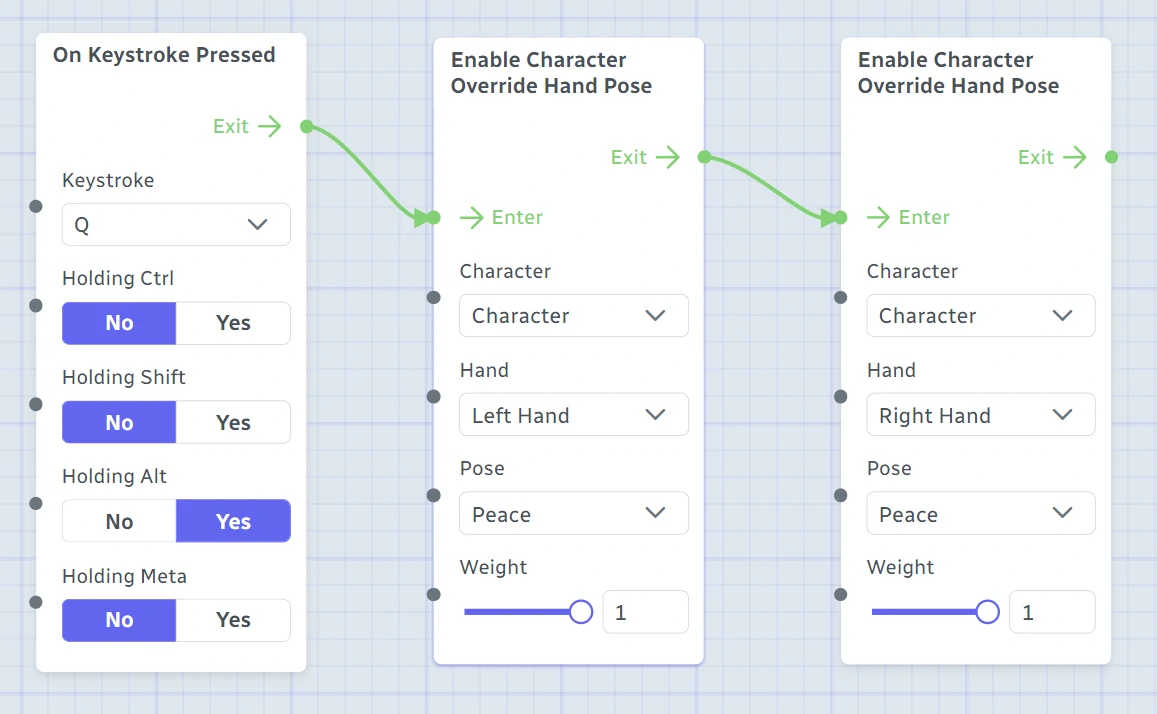 On Keystroke Pressed
Exit
Keystroke
Q
Holding Ctrl
No Yes
Holding Shift
No Yes
Holding Alt
No Yes
Holding Meta
No Yes
Enable Character
Override Hand Pose
Exit
Enter
Character
Character
Hand
Left Hand
Pose
Peace
Weight
1
Enable Character
Override Hand Pose
Exit
Enter
Character
Character
Hand
Right Hand
Pose
Peace
Weight
1